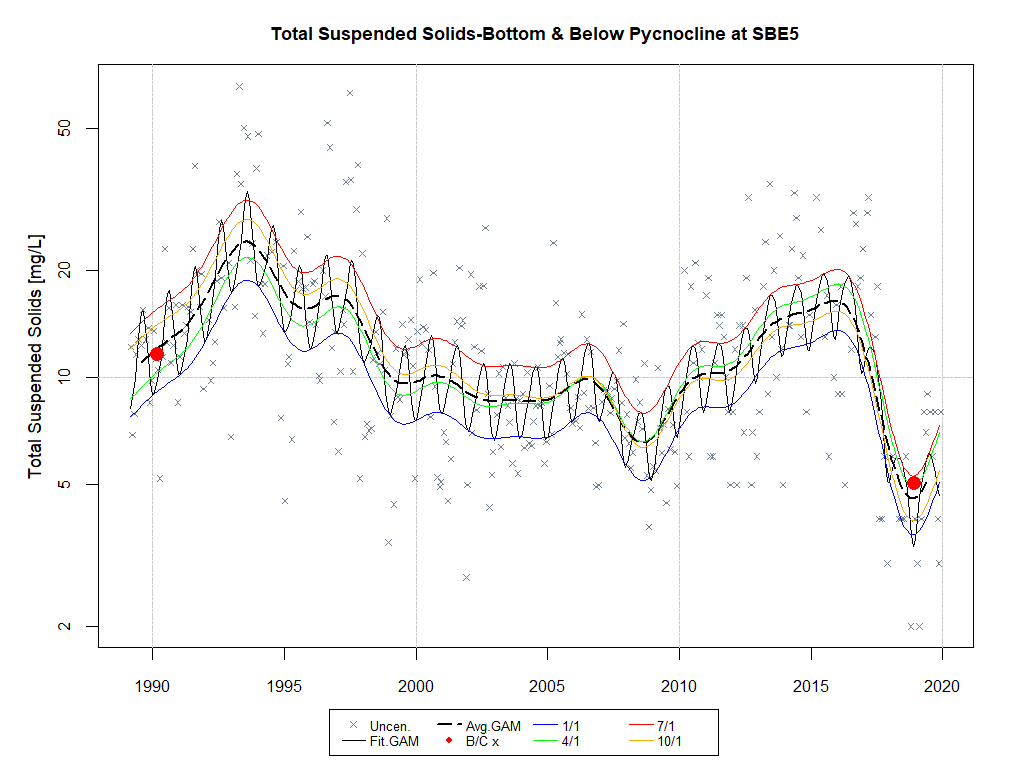 Total Suspended Solids-Bottom & Below Pycnocline at SBE5
Total Suspended Solids [mg/L]
50
20
10
5
2
1990 1995 2000 2005 2010 2015 2020
Uncen. Avg.GAM 1/1 7/1
Fit.GAM B/C x 4/1 10/1